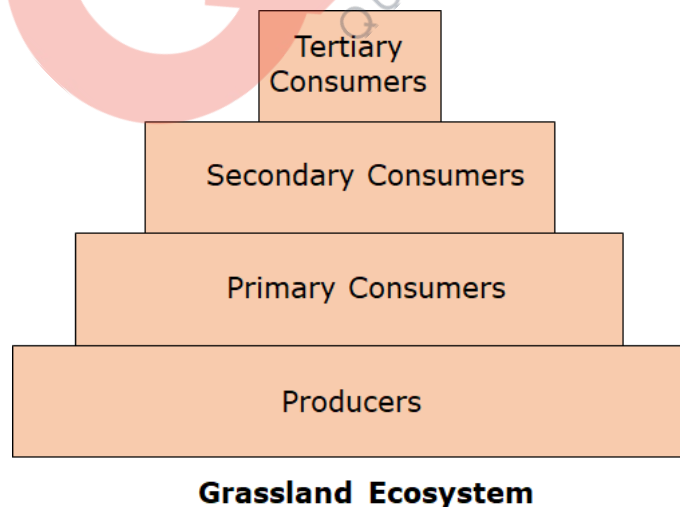 Tertiary
Consumers
Secondary Consumers
Primary Consumers
Producers
Grassland Ecosystem